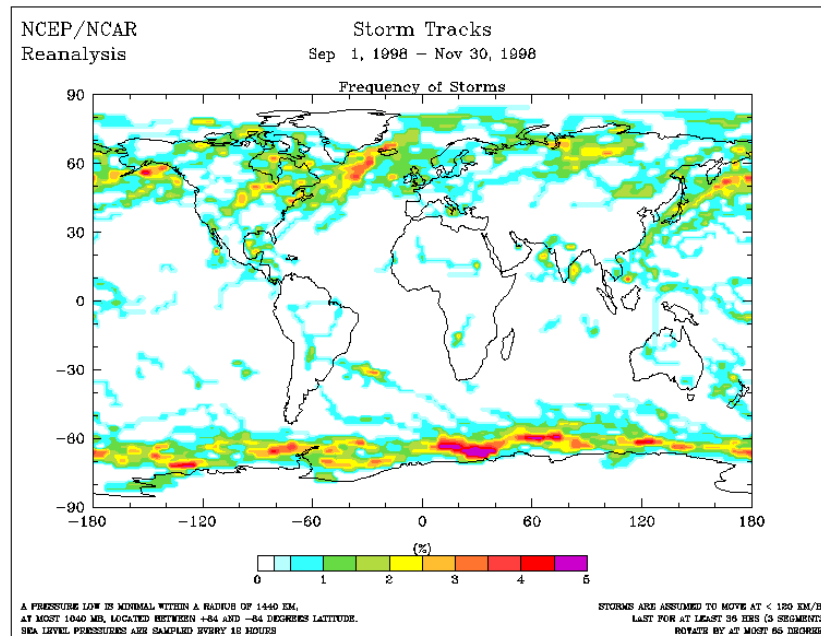 NCEP/NCAR
Reanalysis
Storm Tracks
Sep 1, 1998 – Nov 30, 1998
Frequency of Storms
90
60
30
0
−30
−60
−90
−180 −120 −60 0 60 120 180
(%)
0 1 2 3 4 5
A PRESSURE LOW IS MINIMAL WITHIN A RADIUS OF 1440 KM,
AT MOST 1040 MB, LOCATED BETWEEN +84 AND −84 DEGREES LATITUDE.
SEA LEVEL PRESSURES ARE SAMPLED EVERY 12 HOURS
STORMS ARE ASSUMED TO MOVE AT < 120 KM/H
LAST FOR AT LEAST 36 HRS (3 SEGMENT
ROTATE BY AT MOST 85 DEGREE